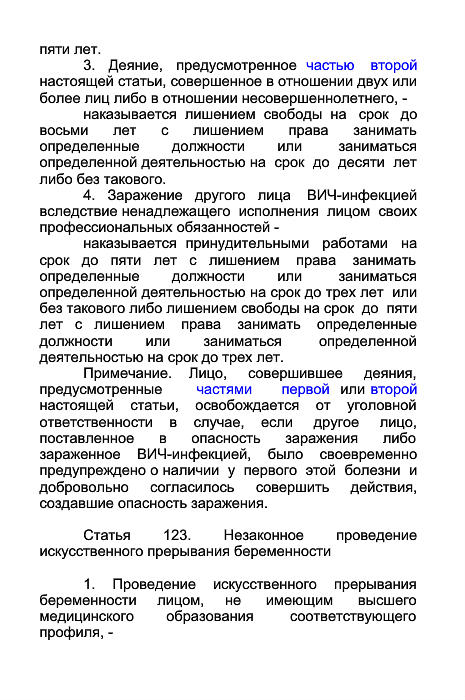 пяти лет.
3. Деяние, предусмотренное частью второй
настоящей статьи, совершенное в отношении двух или
более лиц либо в отношении несовершеннолетнего, -
наказывается лишением свободы на срок до
восьми лет с лишением права занимать
определенные должности или заниматься
определенной деятельностью на срок до десяти лет
либо без такового.
4. Заражение другого лица ВИЧ-инфекцией
вследствие ненадлежащего исполнения лицом своих
профессиональных обязанностей -
наказывается принудительными работами на
срок до пяти лет с лишением права занимать
определенные должности или заниматься
определенной деятельностью на срок до трех лет или
без такового либо лишением свободы на срок до пяти
лет с лишением права занимать определенные
должности или заниматься определенной
деятельностью на срок до трех лет.
Примечание. Лицо, совершившее деяния,
предусмотренные частями первой или второй
настоящей статьи, освобождается от уголовной
ответственности в случае, если другое лицо,
поставленное в опасность заражения либо
зараженное ВИЧ-инфекцией, было своевременно
предупреждено о наличии у первого этой болезни и
добровольно согласилось совершить действия,
создавшие опасность заражения.
Статья 123. Незаконное проведение
искусственного прерывания беременности
1. Проведение искусственного прерывания
беременности лицом, не имеющим высшего
медицинского образования соответствующего
профиля, -